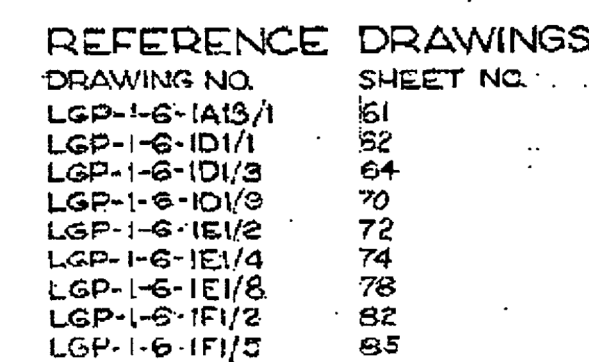 REFERENCE DRAWINGS
DRAWING NO. SHEET NO.
LGP-1-6-1A13/1 61
LGP-1-6-1D1/1 62
LGP-1-6-1D1/3 64
LGP-1-6-1D1/9 70
LGP-1-6-1E1/2 72
LGP-1-6-1E1/4 74
LGP-1-6-1E1/8 78
LGP-1-6-1F1/2 82
LGP-1-6-1F1/5 85